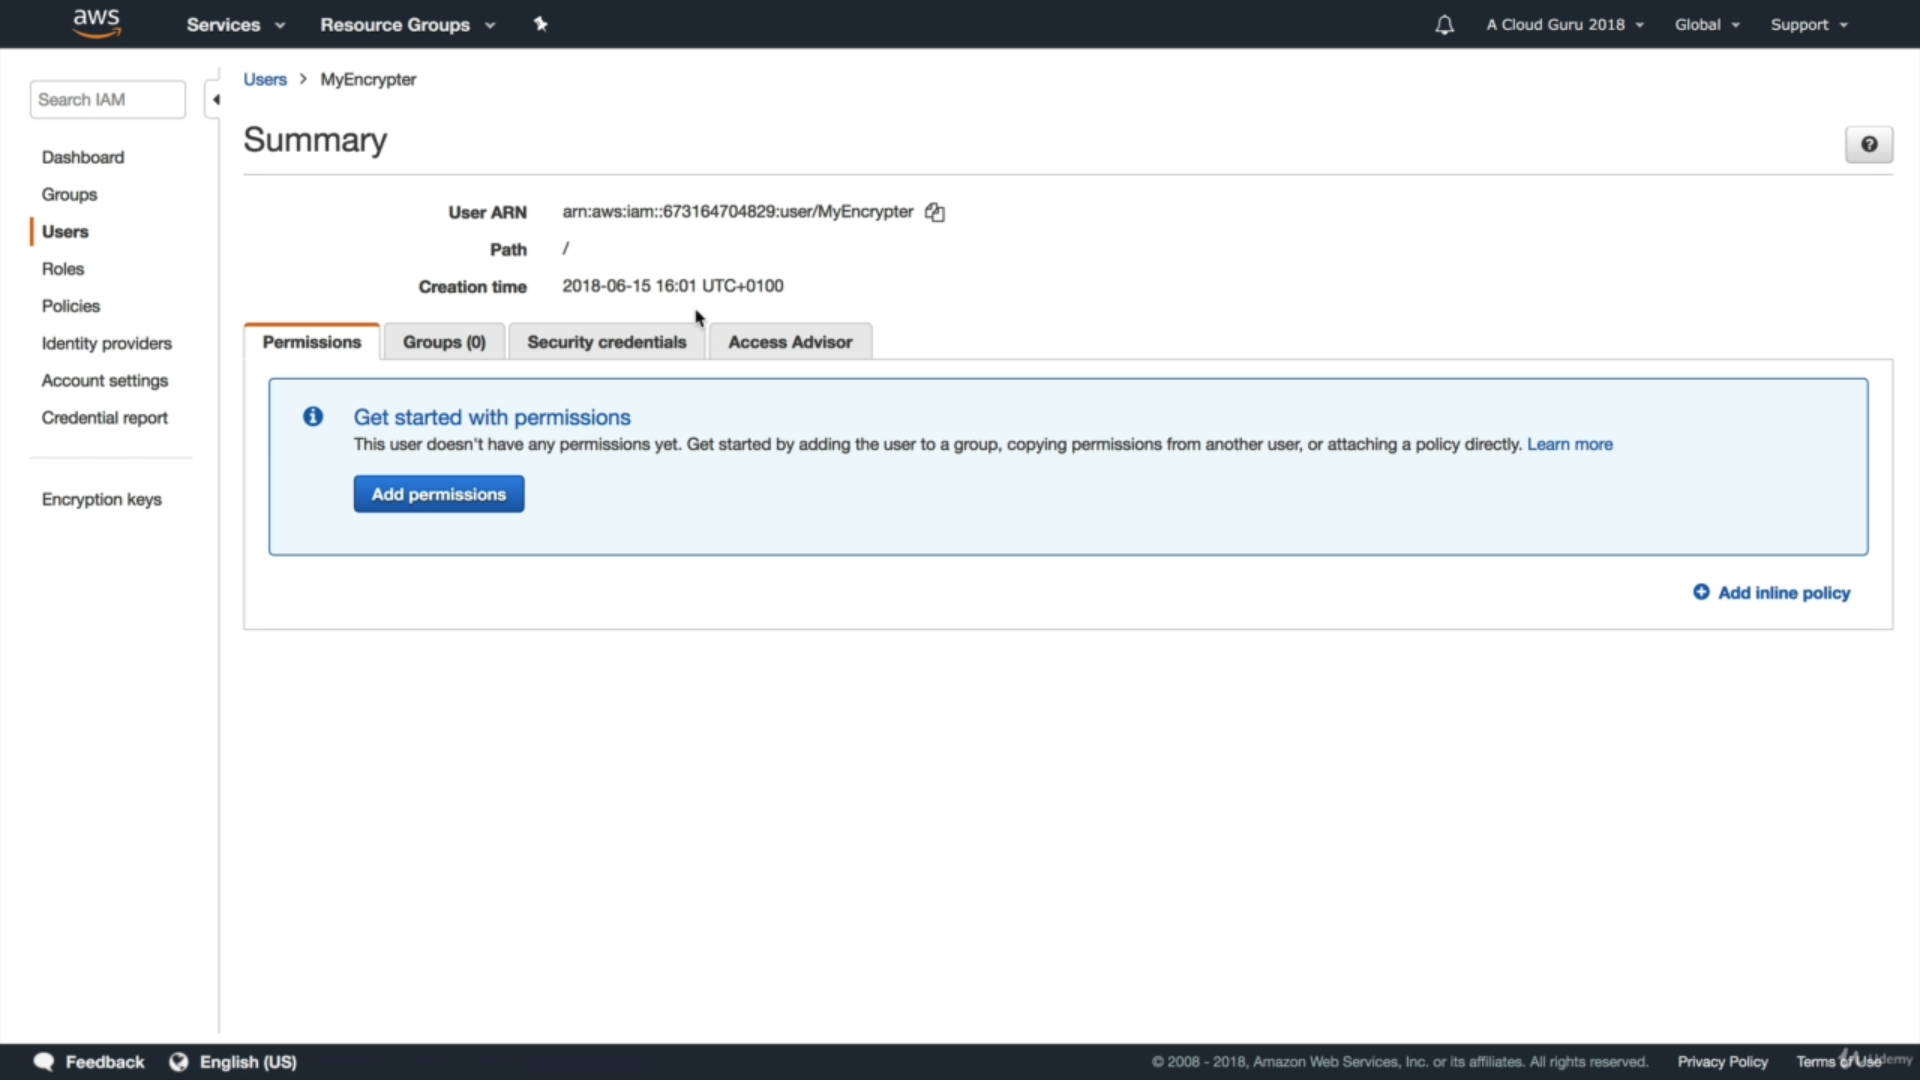 aws Services Resource Groups A Cloud Guru 2018 Global Support
Search IAM
Dashboard
Groups
Users
Roles
Policies
Identity providers
Account settings
Credential report
Encryption keys
Users > MyEncrypter
Summary
User ARN arn:aws:iam::673164704829:user/MyEncrypter
Path /
Creation time 2018-06-15 16:01 UTC+0100
Permissions Groups (0) Security credentials Access Advisor
Get started with permissions
This user doesn't have any permissions yet. Get started by adding the user to a group, copying permissions from another user, or attaching a policy directly. Learn more
Add permissions
Add inline policy
Feedback English (US) © 2008 - 2018, Amazon Web Services, Inc. or its affiliates. All rights reserved. Privacy Policy Terms of Use
Udemy